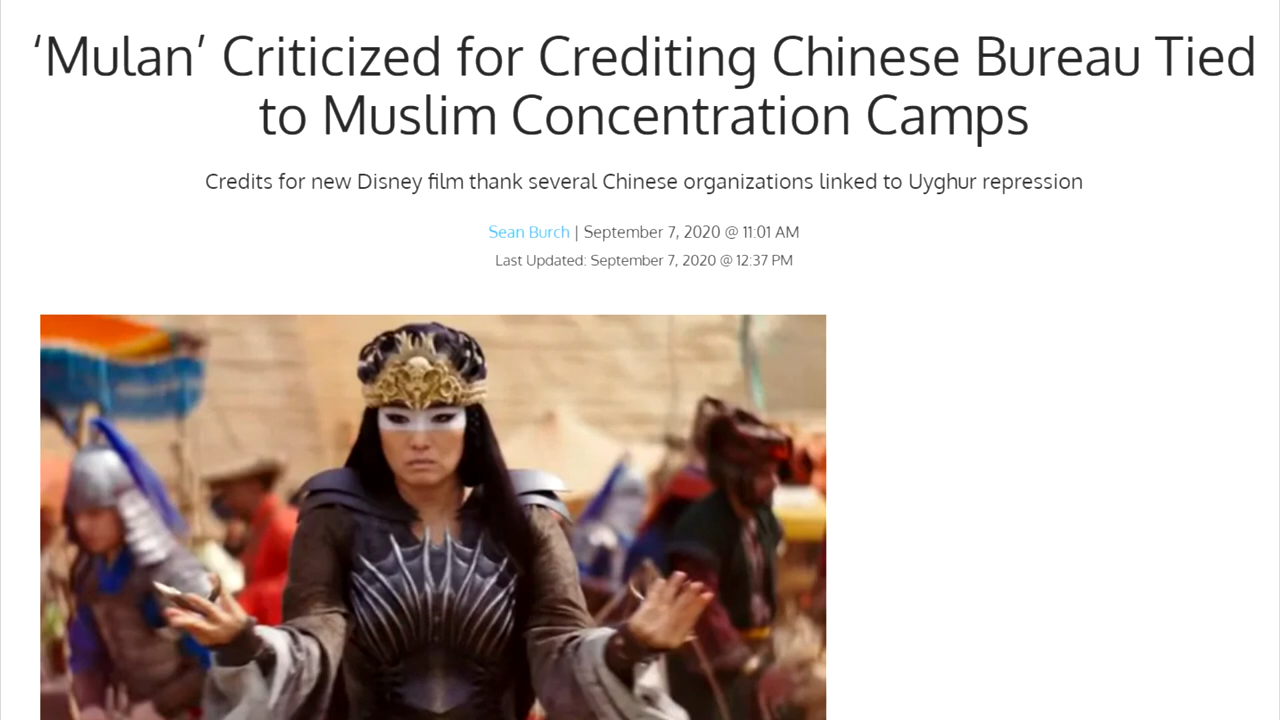 ‘Mulan’ Criticized for Crediting Chinese Bureau Tied
to Muslim Concentration Camps
Credits for new Disney film thank several Chinese organizations linked to Uyghur repression
Sean Burch | September 7, 2020 @ 11:01 AM
Last Updated: September 7, 2020 @ 12:37 PM